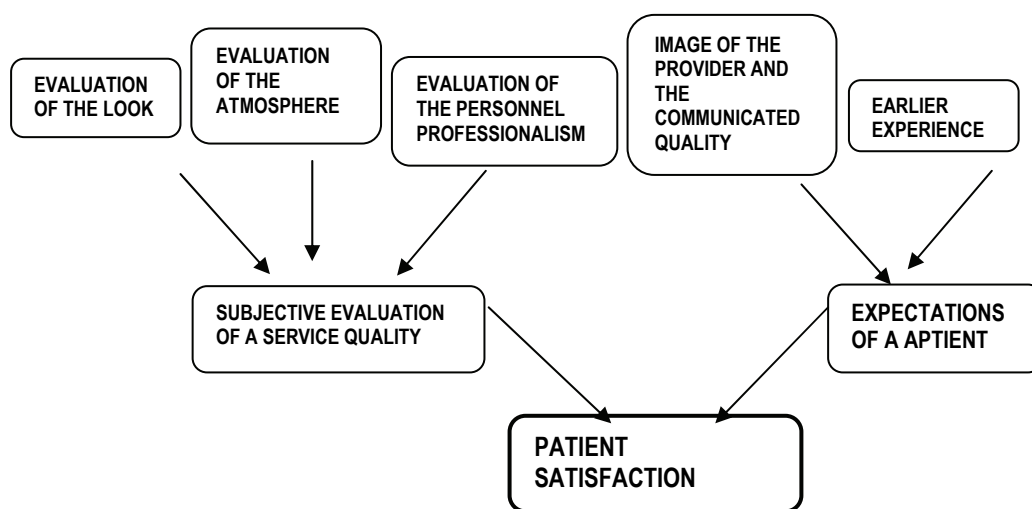 EVALUATION
OF THE LOOK
EVALUATION
OF THE
ATMOSPHERE
EVALUATION OF
THE PERSONNEL
PROFESSIONALISM
IMAGE OF THE
PROVIDER AND
THE
COMMUNICATED
QUALITY
EARLIER
EXPERIENCE
SUBJECTIVE EVALUATION
OF A SERVICE QUALITY
EXPECTATIONS
OF A APTIENT
PATIENT
SATISFACTION